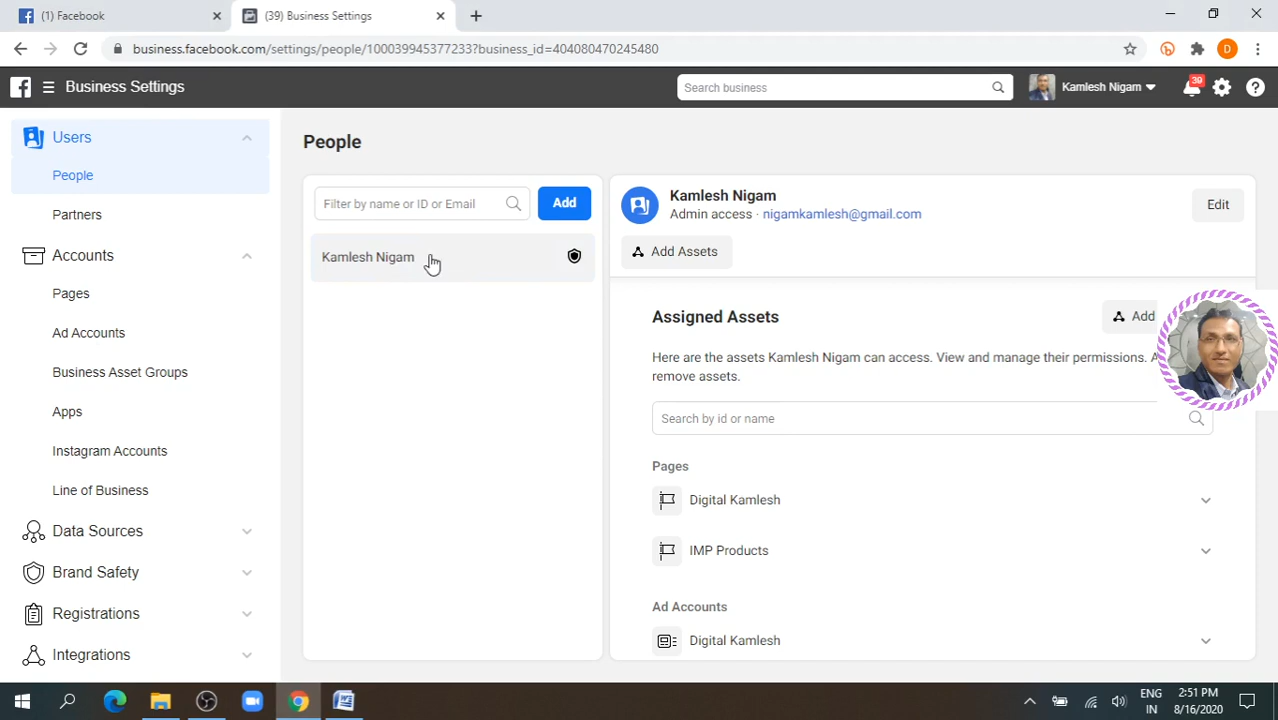 (1) Facebook
(39) Business Settings
business.facebook.com/settings/people/100039945377233?business_id=404080470245480
D
Business Settings
Search business
Kamlesh Nigam
39
Users
People
Partners
Accounts
Pages
Ad Accounts
Business Asset Groups
Apps
Instagram Accounts
Line of Business
Data Sources
Brand Safety
Registrations
Integrations
People
Filter by name or ID or Email
Add
Kamlesh Nigam
Kamlesh Nigam
Admin access · nigamkamlesh@gmail.com
Edit
Add Assets
Assigned Assets
Add
Here are the assets Kamlesh Nigam can access. View and manage their permissions. A
remove assets.
Search by id or name
Pages
Digital Kamlesh
IMP Products
Ad Accounts
Digital Kamlesh
ENG
IN
2:51 PM
8/16/2020